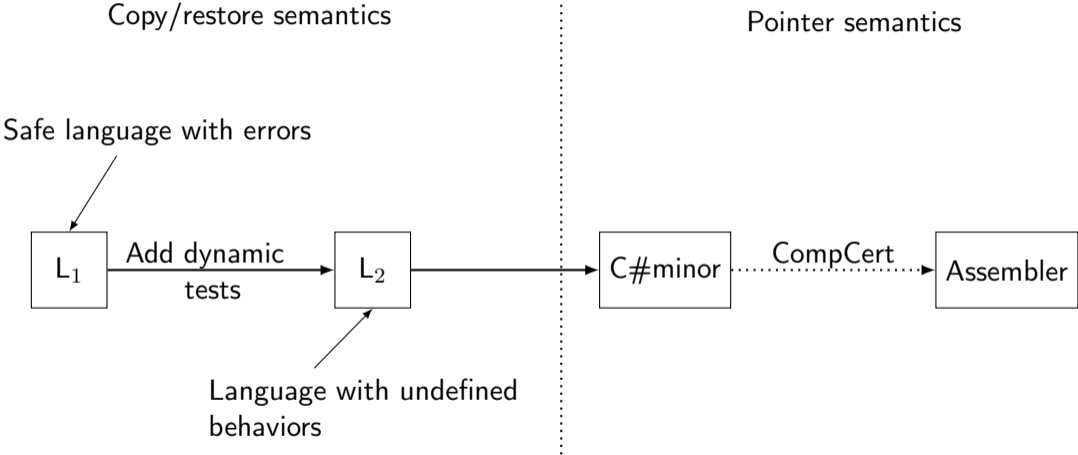 Copy/restore semantics
Pointer semantics
Safe language with errors
L₁
Add dynamic
tests
L₂
C#minor
CompCert
Assembler
Language with undefined
behaviors